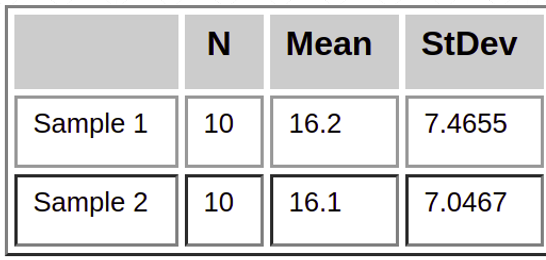 N Mean StDev
Sample 1 10 16.2 7.4655
Sample 2 10 16.1 7.0467